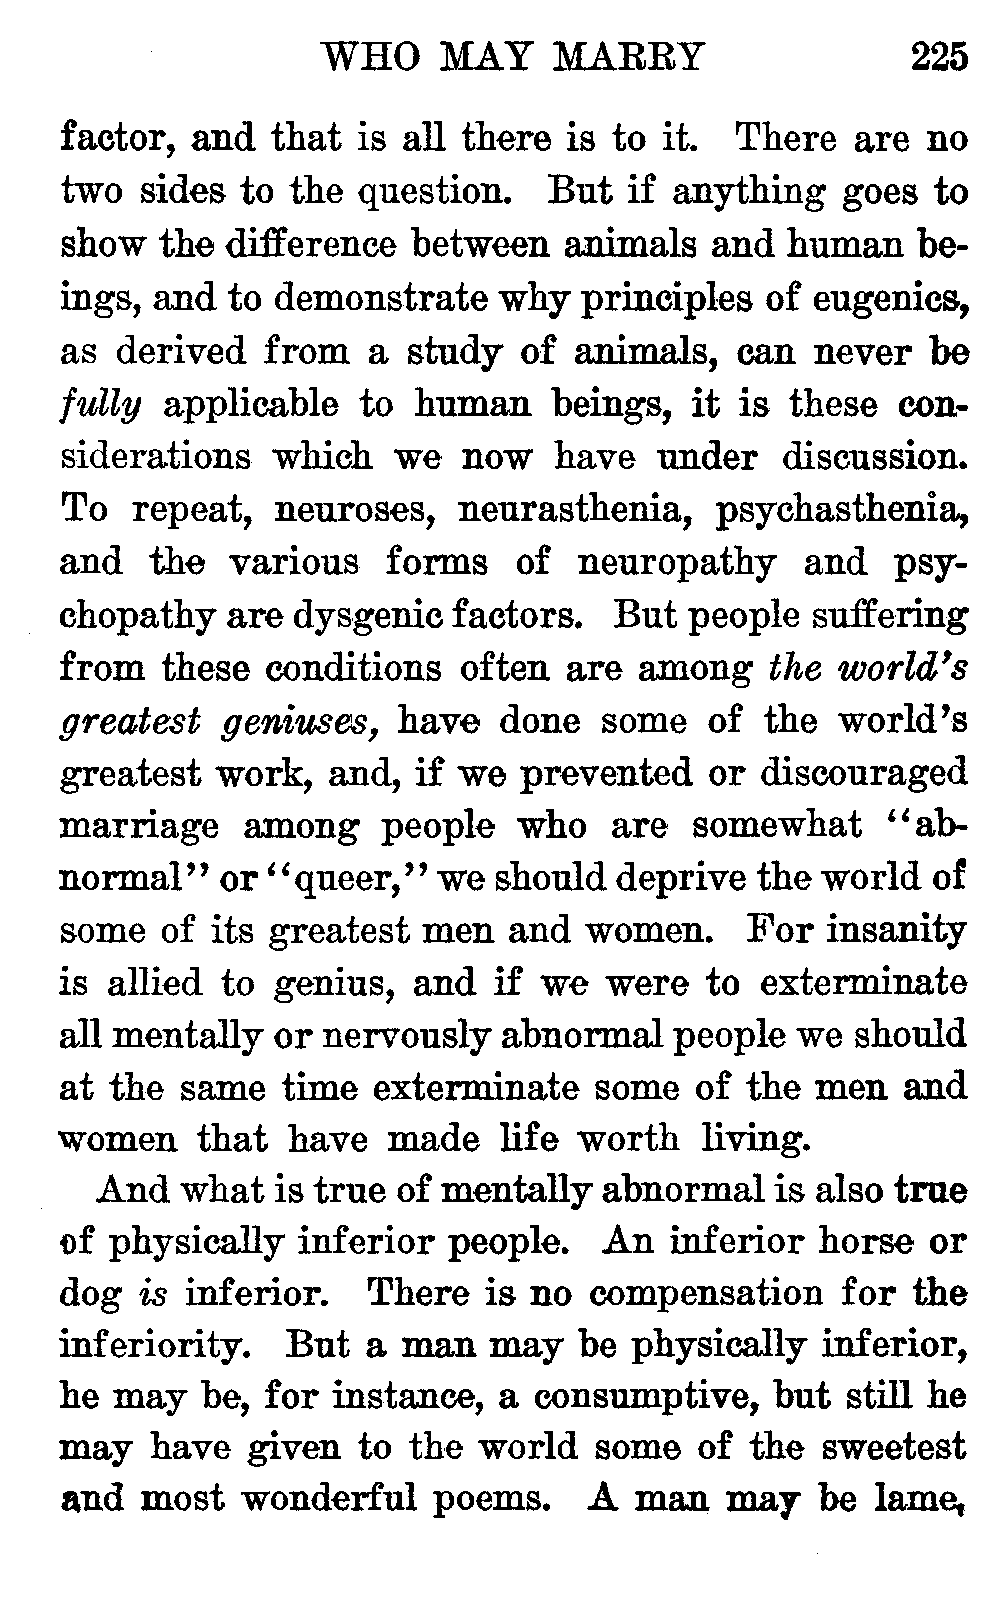 WHO MAY MARRY 225
factor, and that is all there is to it. There are no
two sides to the question. But if anything goes to
show the difference between animals and human be-
ings, and to demonstrate why principles of eugenics,
as derived from a study of animals, can never be
fully applicable to human beings, it is these con-
siderations which we now have under discussion.
To repeat, neuroses, neurasthenia, psychasthenia,
and the various forms of neuropathy and psy-
chopathy are dysgenic factors. But people suffering
from these conditions often are among the world's
greatest geniuses, have done some of the world's
greatest work, and, if we prevented or discouraged
marriage among people who are somewhat "ab-
normal" or "queer," we should deprive the world of
some of its greatest men and women. For insanity
is allied to genius, and if we were to exterminate
all mentally or nervously abnormal people we should
at the same time exterminate some of the men and
women that have made life worth living.
And what is true of mentally abnormal is also true
of physically inferior people. An inferior horse or
dog is inferior. There is no compensation for the
inferiority. But a man may be physically inferior,
he may be, for instance, a consumptive, but still he
may have given to the world some of the sweetest
and most wonderful poems. A man may be lame,